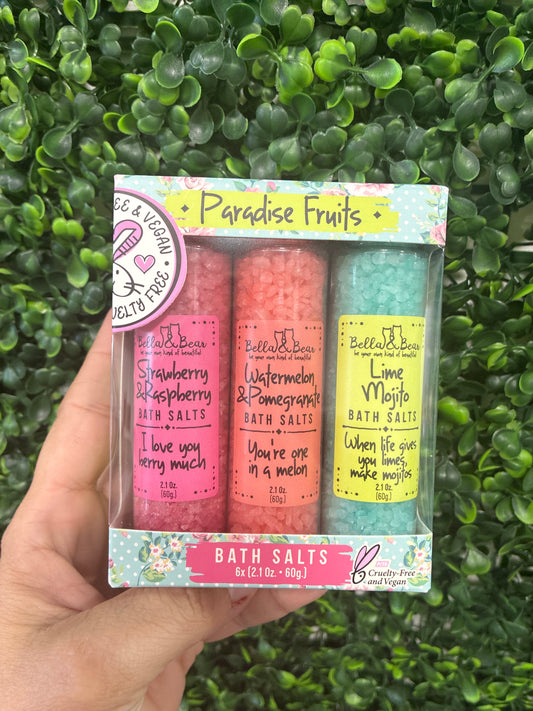 Paradise Fruits
EE & VEGAN
ELTY FREE
Bella&Bear
be your own kind of beautiful
Strawberry
&Raspberry
BATH SALTS
I love you
berry much
2.1 Oz.
(60g.)
Bella&Bear
be your own kind of beautiful
Watermelon
&Pomegranate
BATH SALTS
You're one
in a melon
2.1 Oz.
(60g.)
Bella&Bear
be your own kind of beautiful
Lime
Mojito
BATH SALTS
When life gives
you limes,
make mojitos
2.1 Oz.
(60g.)
BATH SALTS
6x (2.1 Oz. • 60g.)
Cruelty-Free
and Vegan